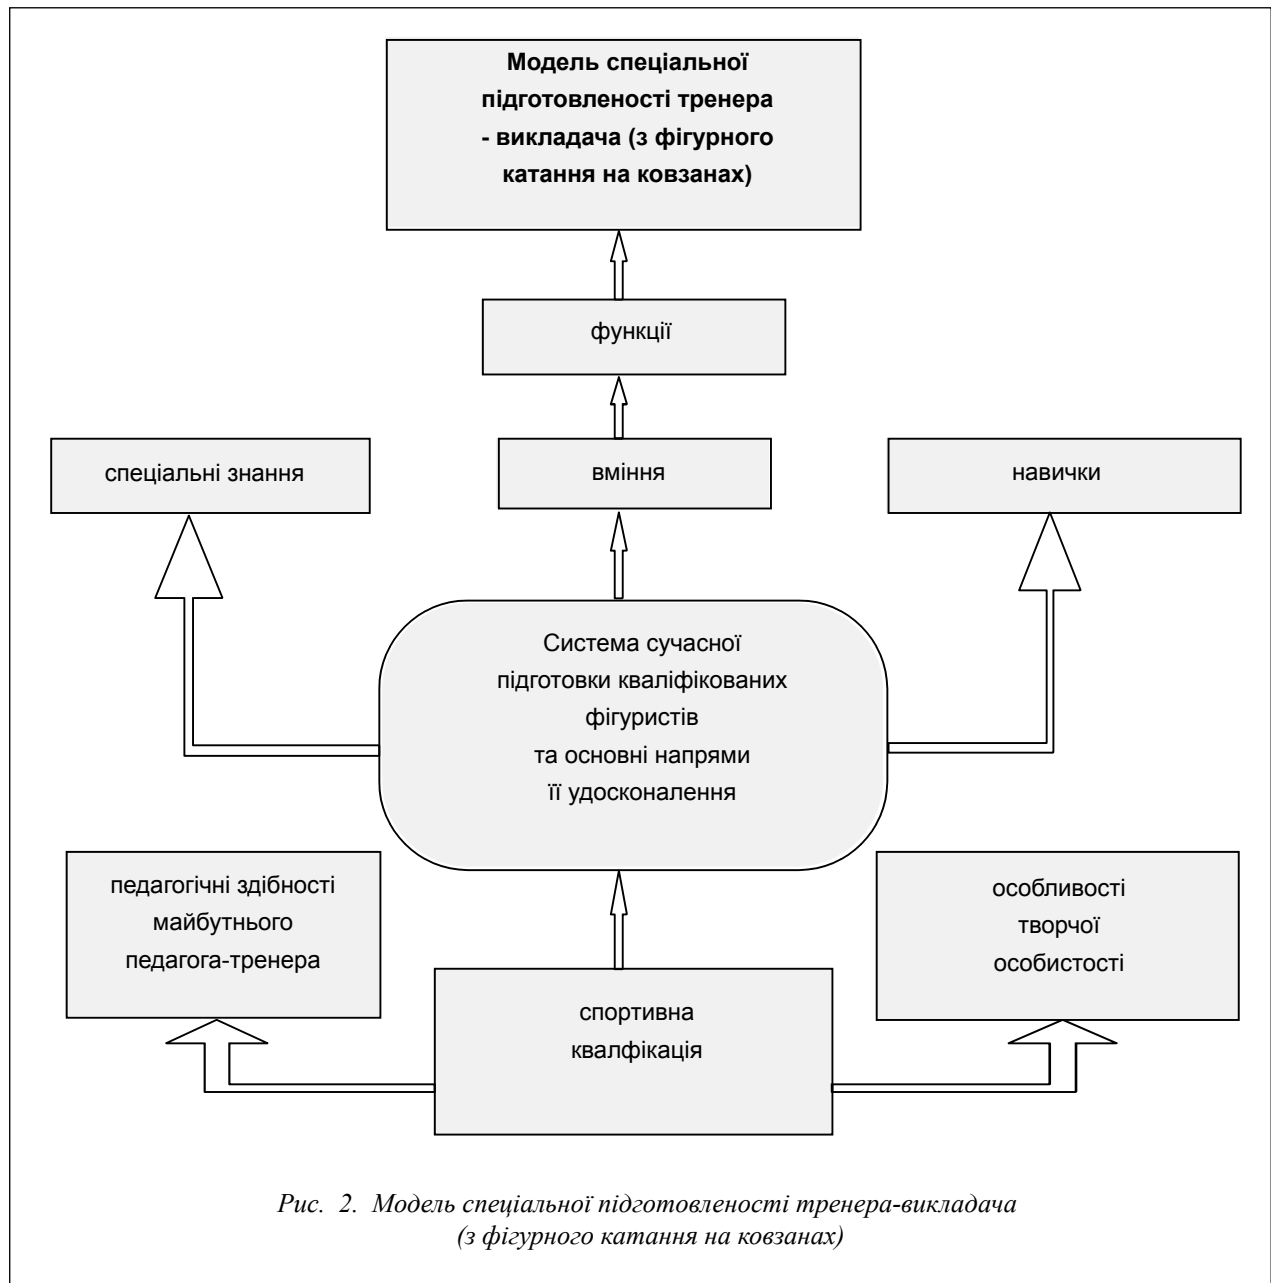 Модель спеціальної
підготовленості тренера
- викладача (з фігурного
катання на ковзанах)
функції
спеціальні знання
вміння
навички
Система сучасної
підготовки кваліфікованих
фігуристів
та основні напрями
її удосконалення
педагогічні здібності
майбутнього
педагога-тренера
особливості
творчої
особистості
спортивна
квалфікація
Рис. 2. Модель спеціальної підготовленості тренера-викладача
(з фігурного катання на ковзанах)